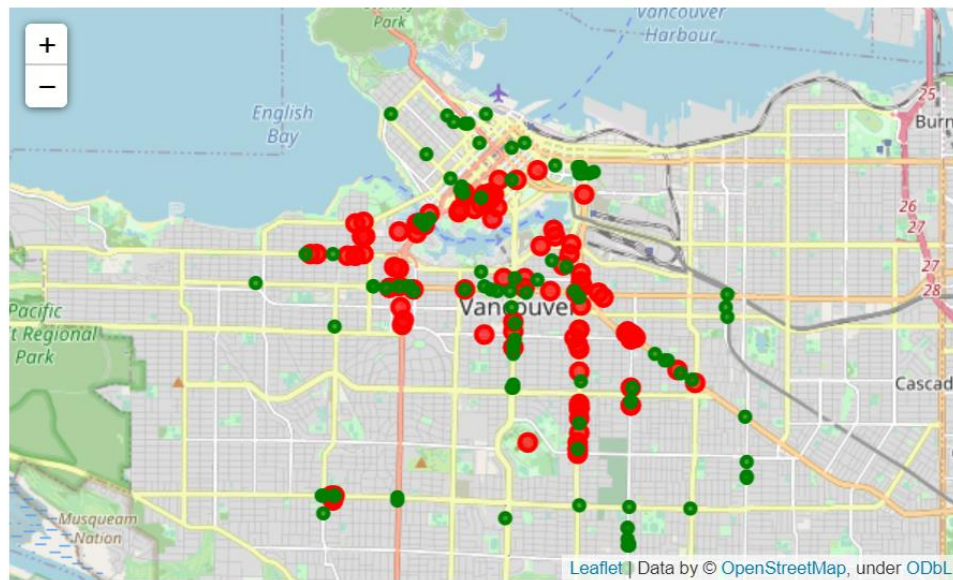 Park
Vancouver
Harbour
+
−
25
English
Bay
Burn
26
27
27
28
Pacific
Vancouver
t Regional
Park
Cascad
Musqueam
Nation
Leaflet | Data by © OpenStreetMap, under ODbL